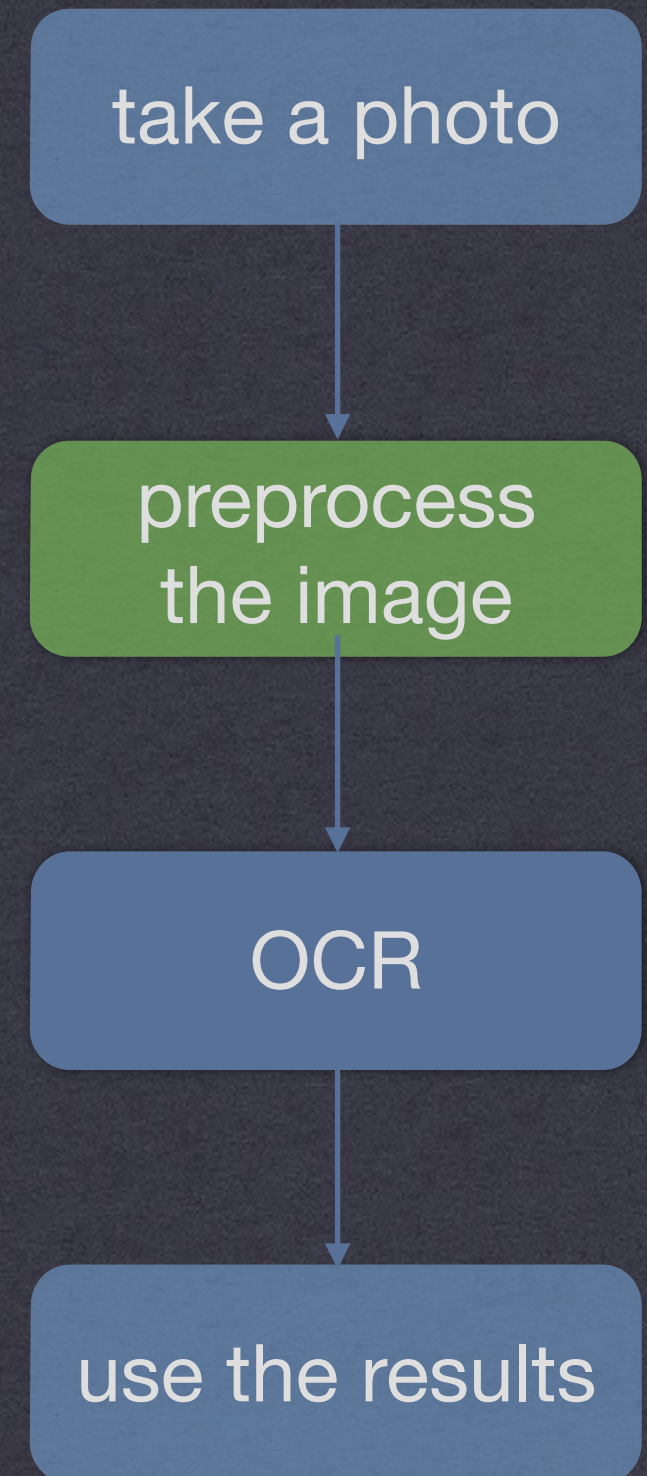 take a photo
preprocess
the image
OCR
use the results